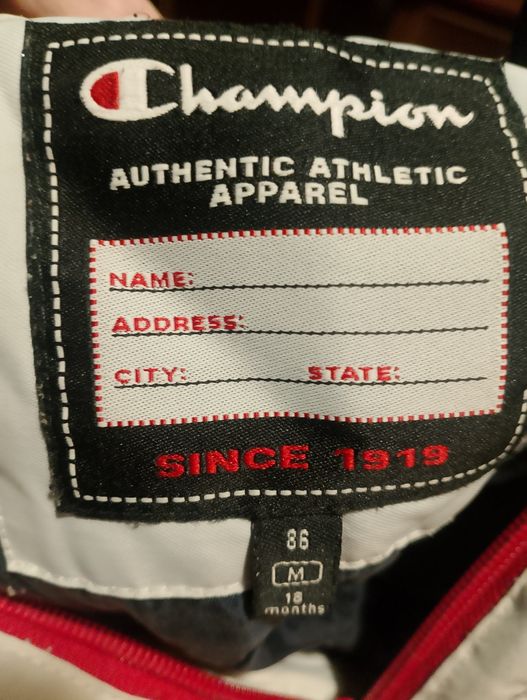 Champion
AUTHENTIC ATHLETIC
APPAREL
NAME:
ADDRESS:
CITY: STATE:
SINCE 1919
86
M
18
months